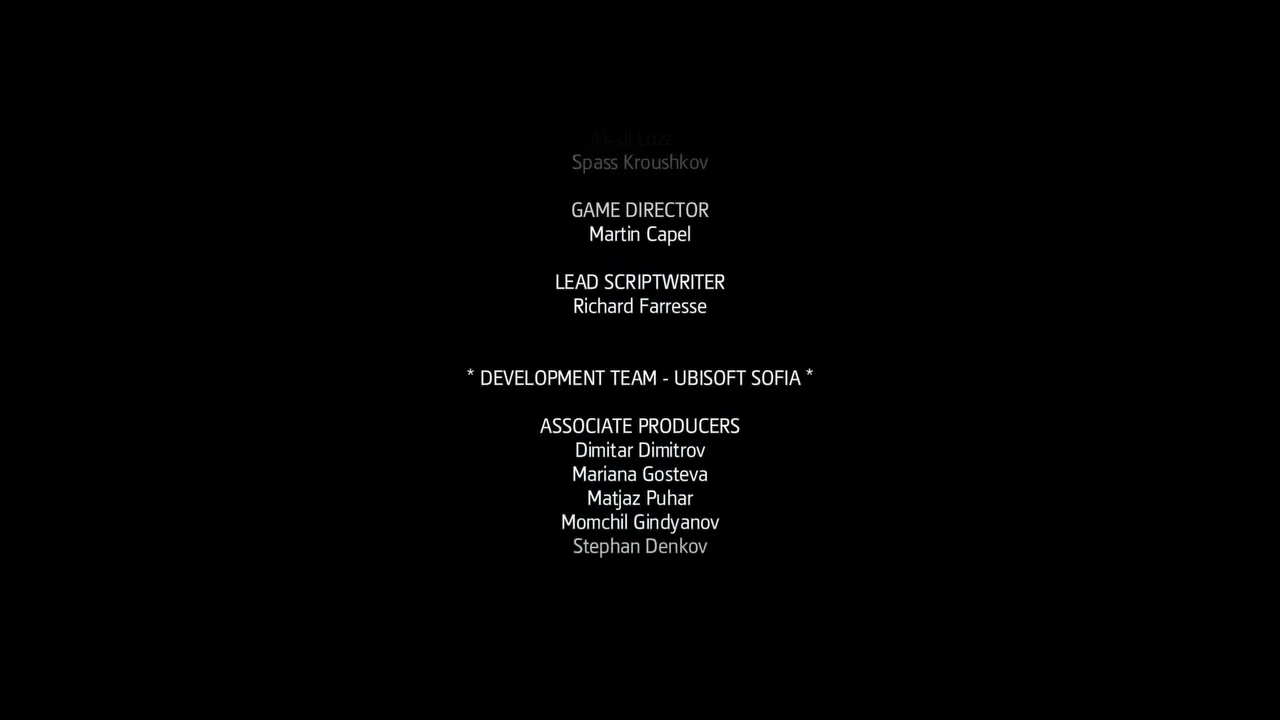 Spass Kroushkov
GAME DIRECTOR
Martin Capel
LEAD SCRIPTWRITER
Richard Farresse
* DEVELOPMENT TEAM - UBISOFT SOFIA *
ASSOCIATE PRODUCERS
Dimitar Dimitrov
Mariana Gosteva
Matjaz Puhar
Momchil Gindyanov
Stephan Denkov